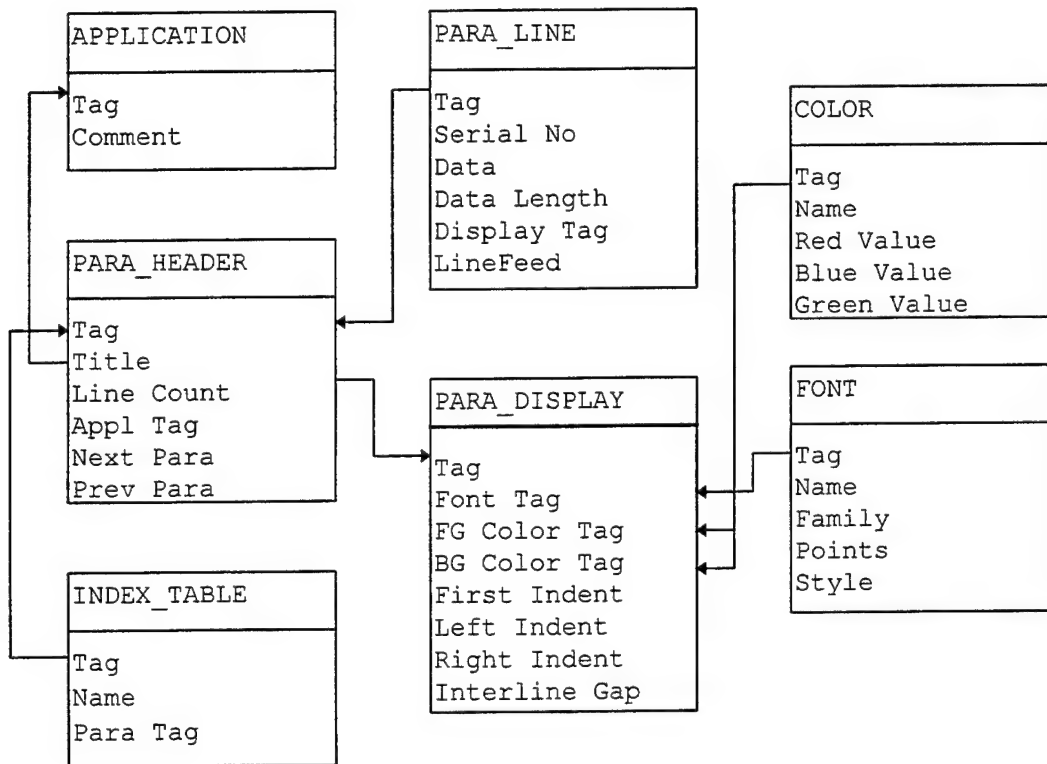 APPLICATION
Tag
Comment
PARA_HEADER
Tag
Title
Line Count
Appl Tag
Next Para
Prev Para
INDEX_TABLE
Tag
Name
Para Tag
PARA_LINE
Tag
Serial No
Data
Data Length
Display Tag
LineFeed
PARA_DISPLAY
Tag
Font Tag
FG Color Tag
BG Color Tag
First Indent
Left Indent
Right Indent
Interline Gap
COLOR
Tag
Name
Red Value
Blue Value
Green Value
FONT
Tag
Name
Family
Points
Style